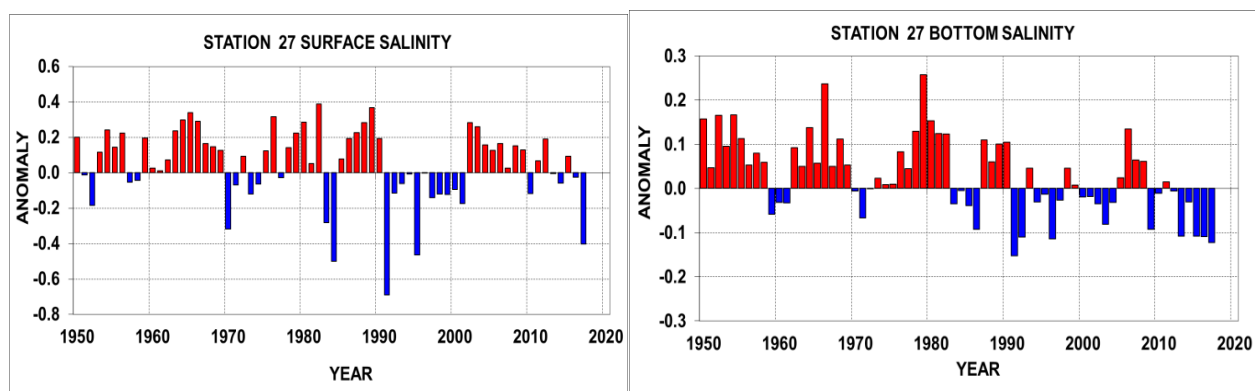 STATION 27 SURFACE SALINITY
0.6
0.4
0.2
0.0
-0.2
-0.4
-0.6
-0.8
ANOMALY
1950 1960 1970 1980 1990 2000 2010 2020
YEAR
STATION 27 BOTTOM SALINITY
0.3
0.2
0.1
0.0
-0.1
-0.2
-0.3
ANOMALY
1950 1960 1970 1980 1990 2000 2010 2020
YEAR